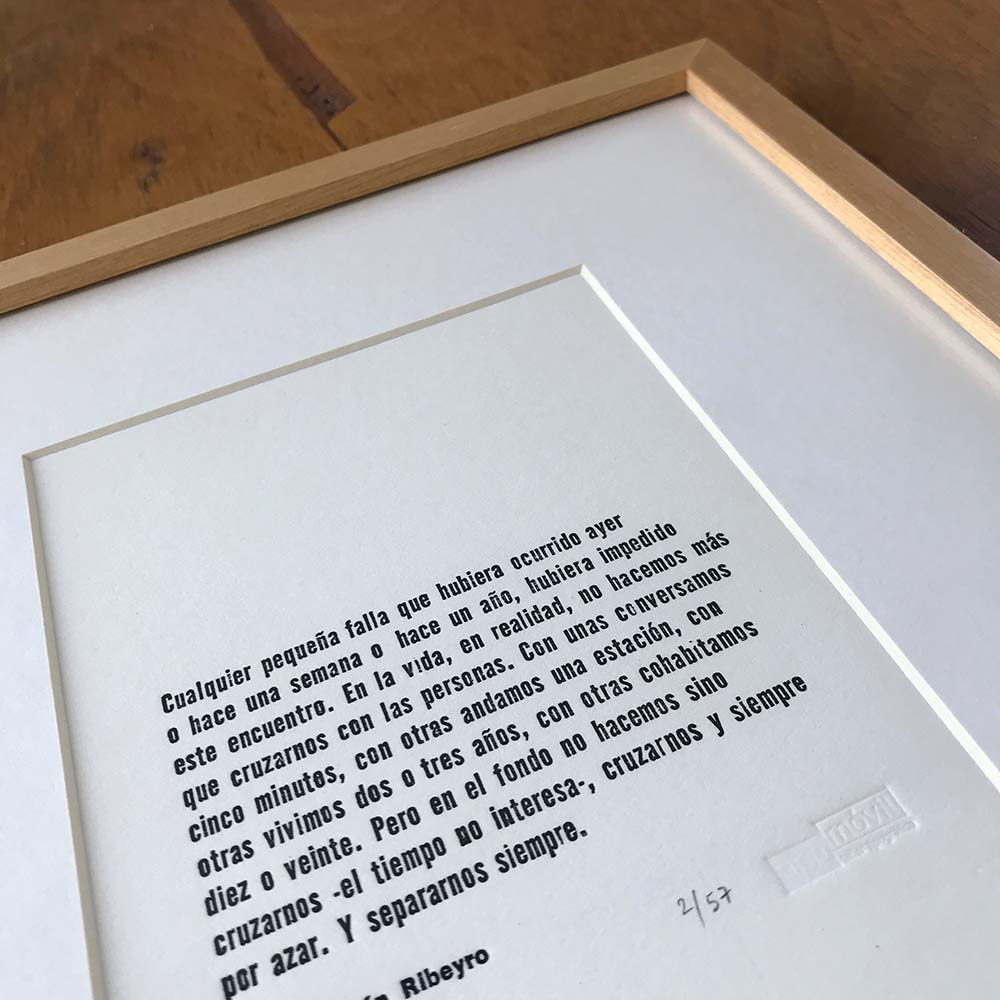 Cualquier pequeña falla que hubiera ocurrido ayer
o hace una semana o hace un año, hubiera impedido
este encuentro. En la vida, en realidad, no hacemos más
que cruzarnos con las personas. Con unas conversamos
cinco minutos, con otras andamos una estación, con
otras vivimos dos o tres años, con otras cohabitamos
diez o veinte. Pero en el fondo no hacemos sino
cruzarnos -el tiempo no interesa-, cruzarnos y siempre
por azar. Y separarnos siempre.
Ribeyro
2/57
móvil